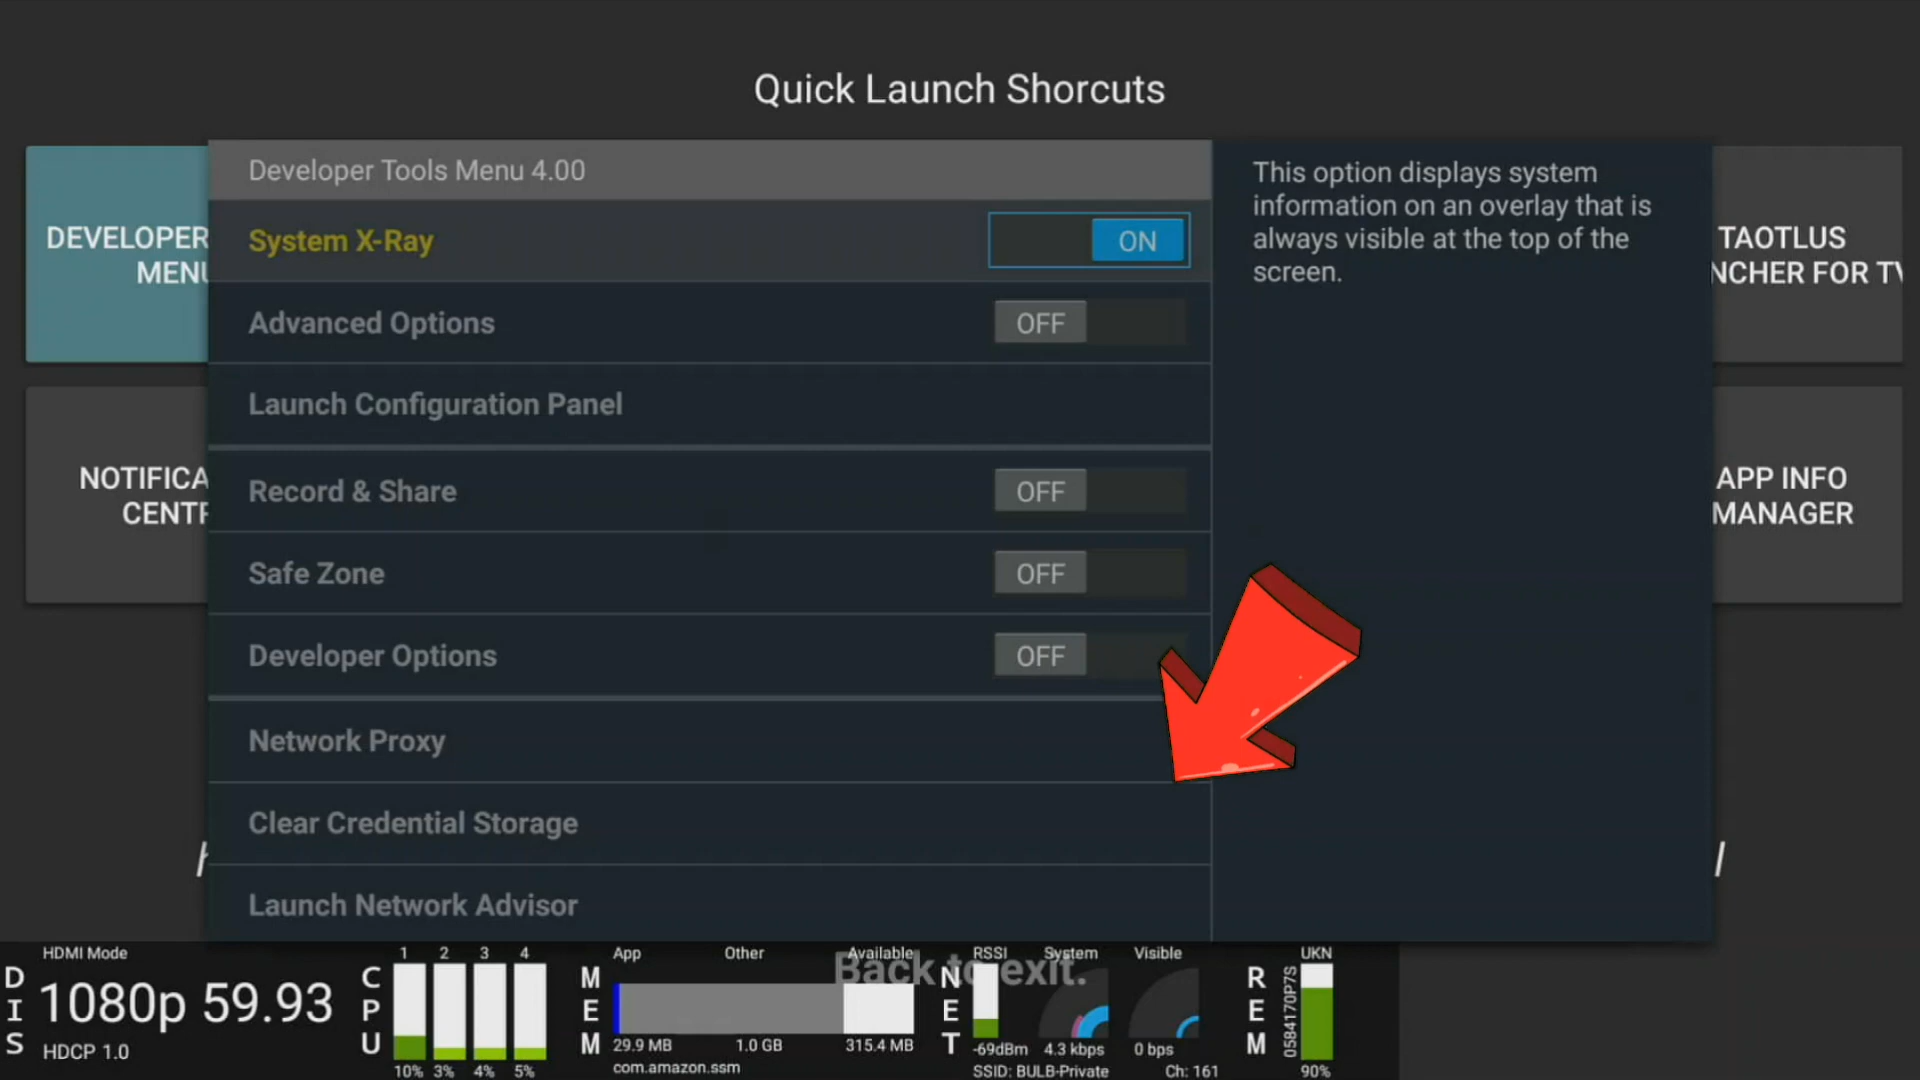 Quick Launch Shorcuts
Developer Tools Menu 4.00
System X-Ray
ON
Advanced Options
OFF
Launch Configuration Panel
Record & Share
OFF
Safe Zone
OFF
Developer Options
OFF
Network Proxy
Clear Credential Storage
Launch Network Advisor
This option displays system
information on an overlay that is
always visible at the top of the
screen.
DEVELOPER
MENU
NOTIFICA
CENT
TAOTLUS
NCHER FOR TV
APP INFO
MANAGER
Back to exit.
DIS
HDMI Mode
1080p 59.93
HDCP 1.0
CPU
1 2 3 4
10% 3% 4% 5%
MEM
App Other Available
29.9 MB 1.0 GB 315.4 MB
com.amazon.ssm
NET
RSSI System Visible
-69dBm 4.3 kbps 0 bps
SSID: BULB-Private Ch: 161
REM
UKN
0584170P7S
90%